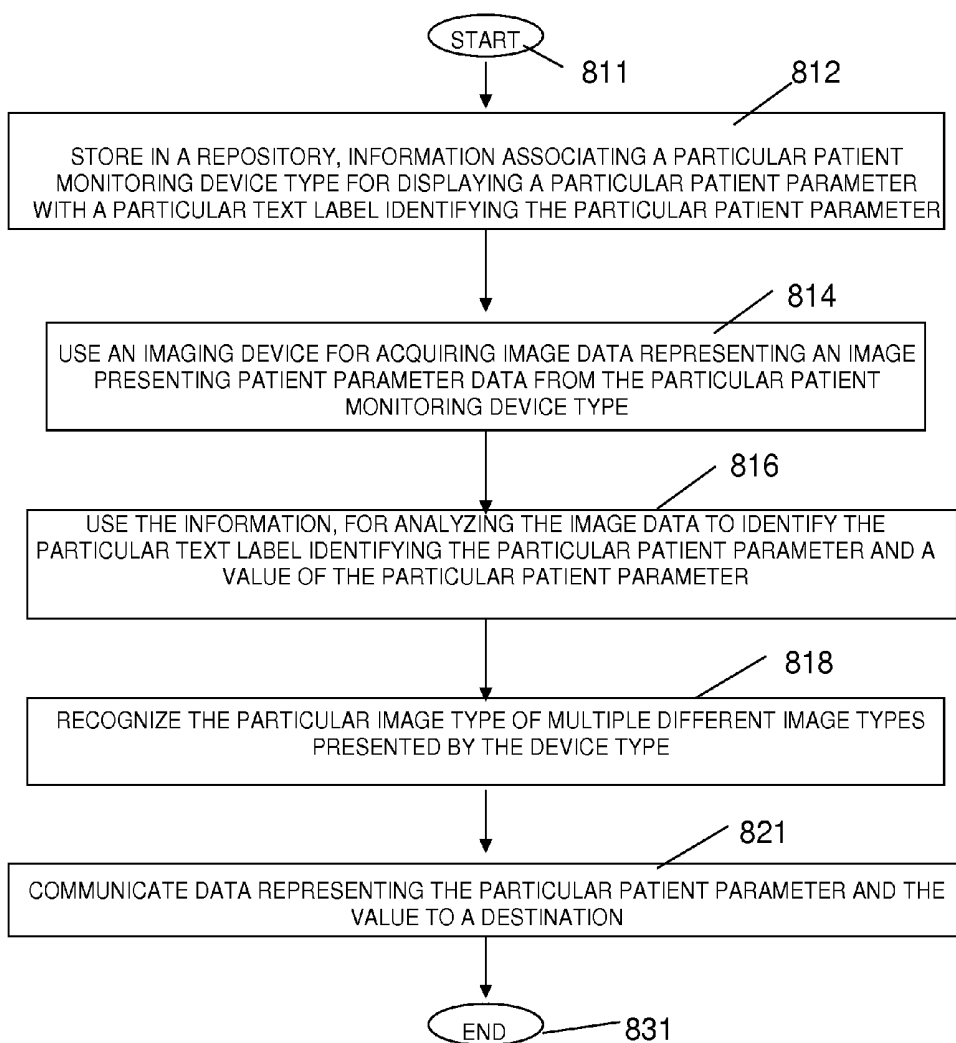 START
811
812
STORE IN A REPOSITORY, INFORMATION ASSOCIATING A PARTICULAR PATIENT
MONITORING DEVICE TYPE FOR DISPLAYING A PARTICULAR PATIENT PARAMETER
WITH A PARTICULAR TEXT LABEL IDENTIFYING THE PARTICULAR PATIENT PARAMETER
814
USE AN IMAGING DEVICE FOR ACQUIRING IMAGE DATA REPRESENTING AN IMAGE
PRESENTING PATIENT PARAMETER DATA FROM THE PARTICULAR PATIENT
MONITORING DEVICE TYPE
816
USE THE INFORMATION, FOR ANALYZING THE IMAGE DATA TO IDENTIFY THE
PARTICULAR TEXT LABEL IDENTIFYING THE PARTICULAR PATIENT PARAMETER AND A
VALUE OF THE PARTICULAR PATIENT PARAMETER
818
RECOGNIZE THE PARTICULAR IMAGE TYPE OF MULTIPLE DIFFERENT IMAGE TYPES
PRESENTED BY THE DEVICE TYPE
821
COMMUNICATE DATA REPRESENTING THE PARTICULAR PATIENT PARAMETER AND THE
VALUE TO A DESTINATION
END
831